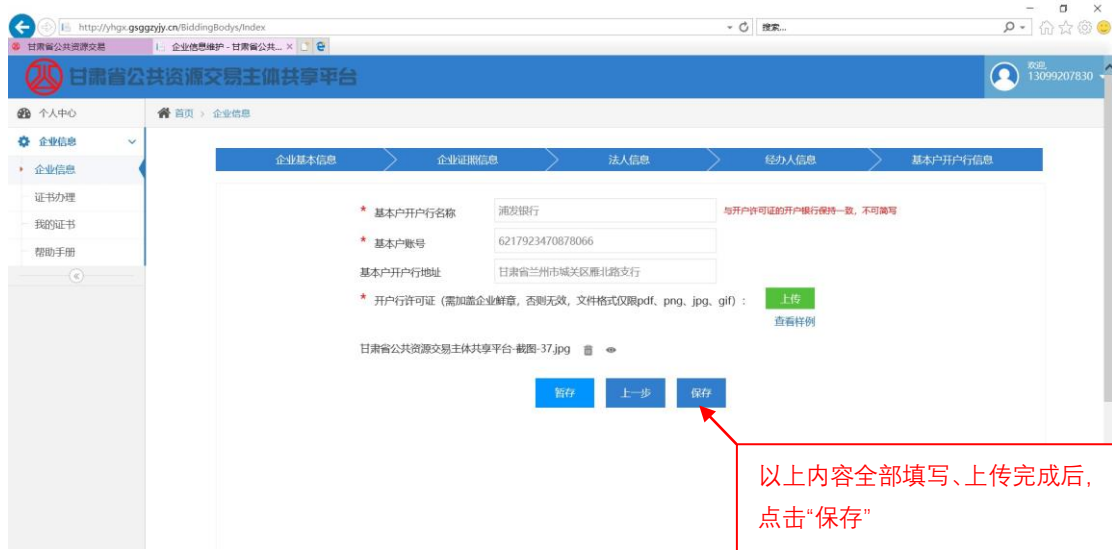 http://yhgx.gsggzyjy.cn/BiddingBodys/Index
搜索...
甘肃省公共资源交易
企业信息维护 - 甘肃省公共...
甘肃省公共资源交易主体共享平台
欢迎,
13099207830
个人中心
首页 > 企业信息
企业信息
企业信息
证书办理
我的证书
帮助手册
企业基本信息
企业证照信息
法人信息
经办人信息
基本户开户行信息
* 基本户开户行名称 浦发银行 与开户许可证的开户银行保持一致，不可简写
* 基本户账号 6217923470878066
基本户开户行地址 甘肃省兰州市城关区雁北路支行
* 开户行许可证（需加盖企业鲜章，否则无效，文件格式仅限pdf、png、jpg、gif）: 上传
查看样例
甘肃省公共资源交易主体共享平台-截图-37.jpg
暂存 上一步 保存
以上内容全部填写、上传完成后,
点击“保存”